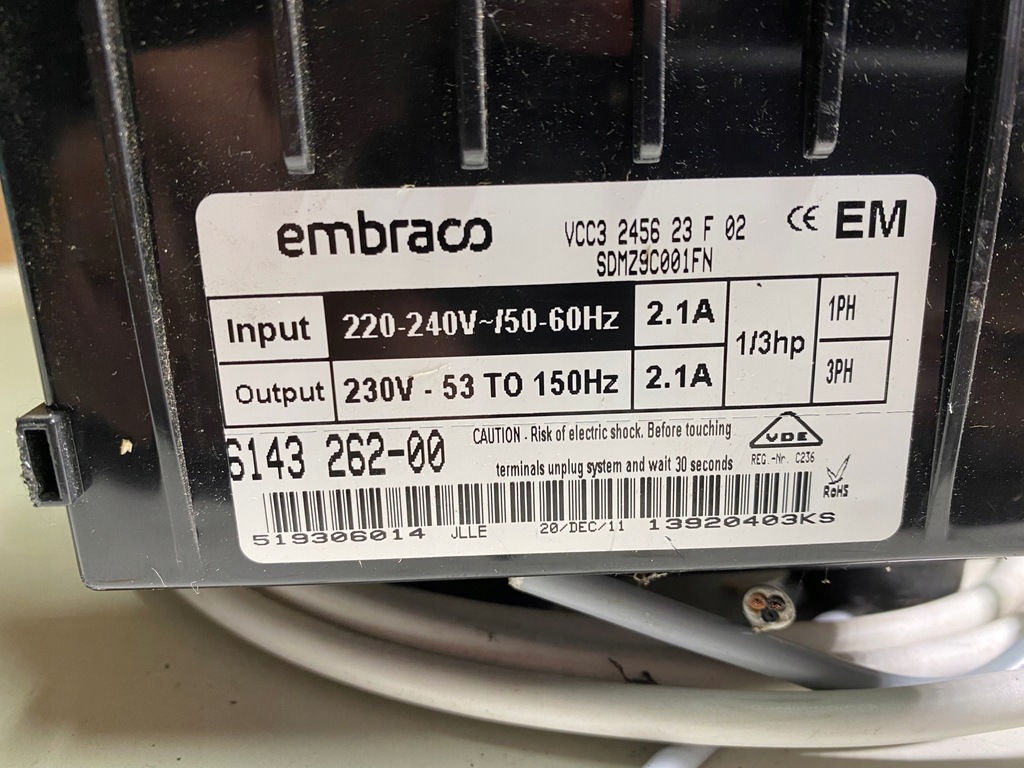 embraco
VCC3 2456 23 F 02
SDMZ9C001FN
CE EM
Input 220-240V~/50-60Hz 2.1A 1/3hp 1PH
Output 230V - 53 TO 150Hz 2.1A 3PH
6143 262-00
CAUTION - Risk of electric shock. Before touching
terminals unplug system and wait 30 seconds
VDE
REG.-Nr. C236
RoHS
519306014 JLLE 20/DEC/11 13920403KS